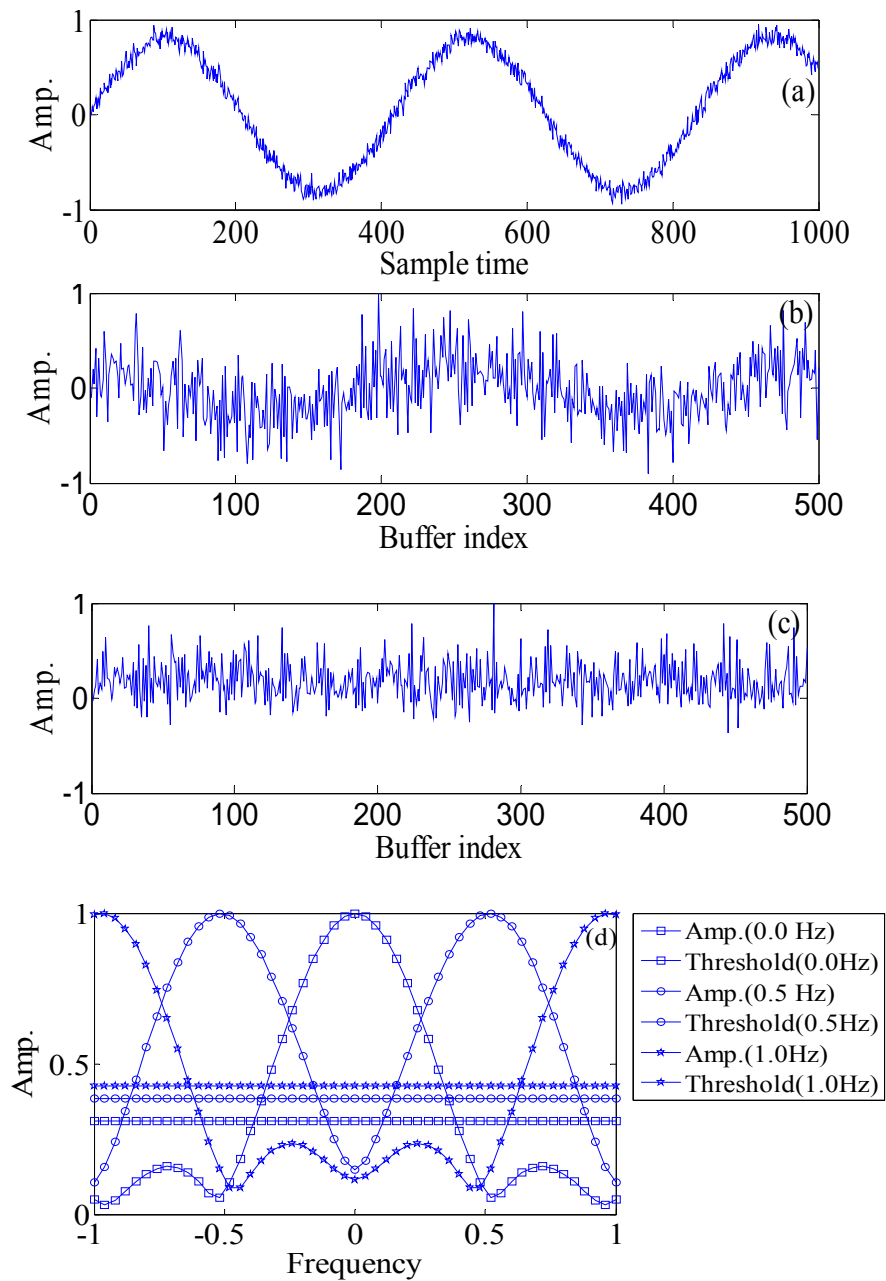 1
(a)
Amp.
0
-1
0 200 400 600 800 1000
Sample time
1
(b)
Amp.
0
-1
0 100 200 300 400 500
Buffer index
1
(c)
Amp.
0
-1
0 100 200 300 400 500
Buffer index
1
(d)
Amp.
0.5
0
-1 -0.5 0 0.5 1
Frequency
Amp.(0.0 Hz)
Threshold(0.0Hz)
Amp.(0.5 Hz)
Threshold(0.5Hz)
Amp.(1.0Hz)
Threshold(1.0Hz)